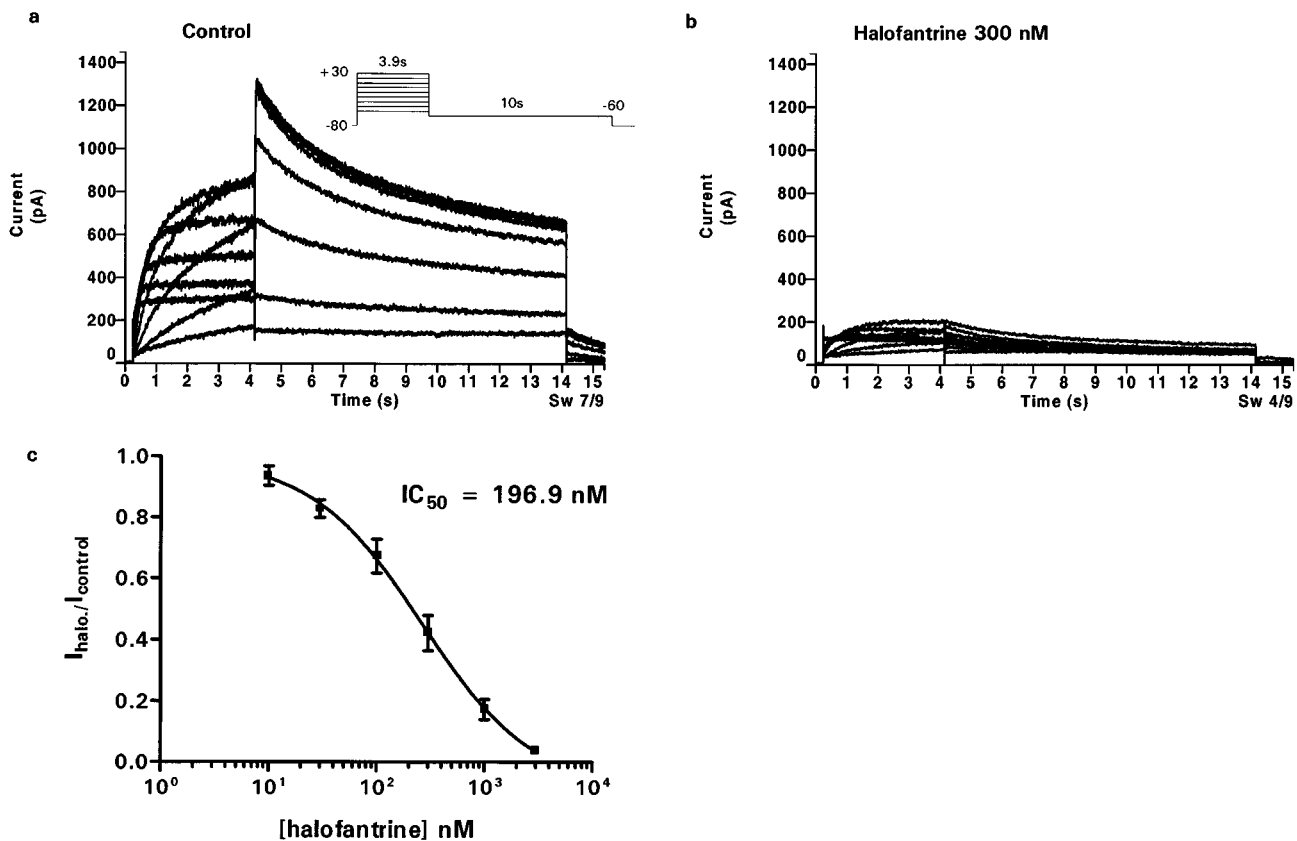 a
Control
1400
1200
1000
800
600
400
200
0
Current
(pA)
0 1 2 3 4 5 6 7 8 9 10 11 12 13 14 15
Time (s)
Sw 7/9
3.9s
+30
-80
10s
-60
b
Halofantrine 300 nM
1400
1200
1000
800
600
400
200
0
Current
(pA)
0 1 2 3 4 5 6 7 8 9 10 11 12 13 14 15
Time (s)
Sw 4/9
c
IC50 = 196.9 nM
1.0
0.8
0.6
0.4
0.2
0.0
Ihalo./Icontrol
10⁰ 10¹ 10² 10³ 10⁴
[halofantrine] nM